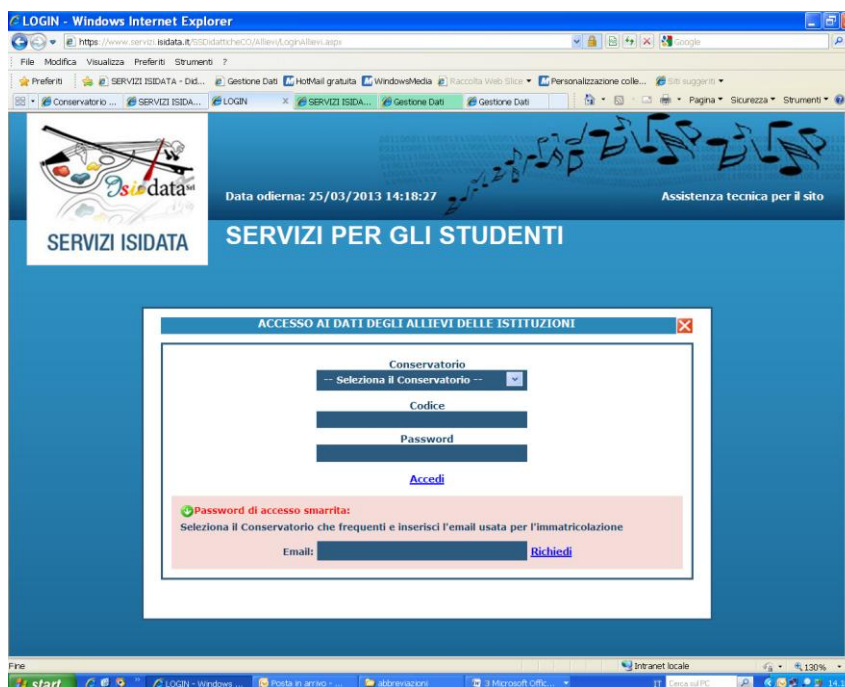 LOGIN - Windows Internet Explorer
https://www.servizi.isidata.it/SSDidatticheCO/Allievi/LoginAllievi.aspx
Google
File Modifica Visualizza Preferiti Strumenti ?
Preferiti SERVIZI ISIDATA - Did... Gestione Dati HotMail gratuita WindowsMedia Raccolta Web Slice Personalizzazione colle... Siti suggeriti
Conservatorio ... SERVIZI ISIDA... LOGIN SERVIZI ISIDA... Gestione Dati Gestione Dati Pagina Sicurezza Strumenti
Isidata srl
SERVIZI ISIDATA
Data odierna: 25/03/2013 14:18:27
Assistenza tecnica per il sito
SERVIZI PER GLI STUDENTI
ACCESSO AI DATI DEGLI ALLIEVI DELLE ISTITUZIONI
Conservatorio
-- Seleziona il Conservatorio --
Codice
Password
Accedi
Password di accesso smarrita:
Seleziona il Conservatorio che frequenti e inserisci l'email usata per l'immatricolazione
Email: Richiedi
Fine Intranet locale 130%
start LOGIN - Windows ... Posta in arrivo - ... abbreviazioni 3 Microsoft Offic... IT Cerca sul PC